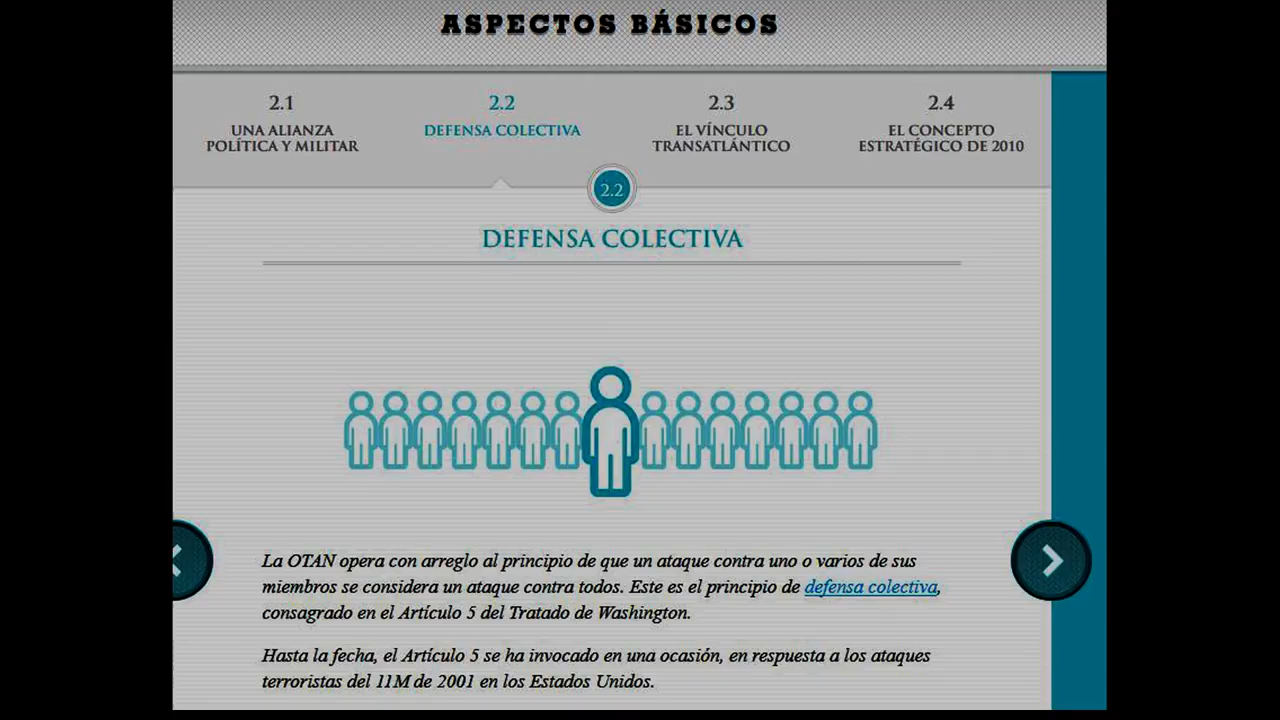 ASPECTOS BÁSICOS
2.1
UNA ALIANZA
POLÍTICA Y MILITAR
2.2
DEFENSA COLECTIVA
2.3
EL VÍNCULO
TRANSATLÁNTICO
2.4
EL CONCEPTO
ESTRATÉGICO DE 2010
2.2
DEFENSA COLECTIVA
La OTAN opera con arreglo al principio de que un ataque contra uno o varios de sus
miembros se considera un ataque contra todos. Este es el principio de defensa colectiva,
consagrado en el Artículo 5 del Tratado de Washington.
Hasta la fecha, el Artículo 5 se ha invocado en una ocasión, en respuesta a los ataques
terroristas del 11M de 2001 en los Estados Unidos.